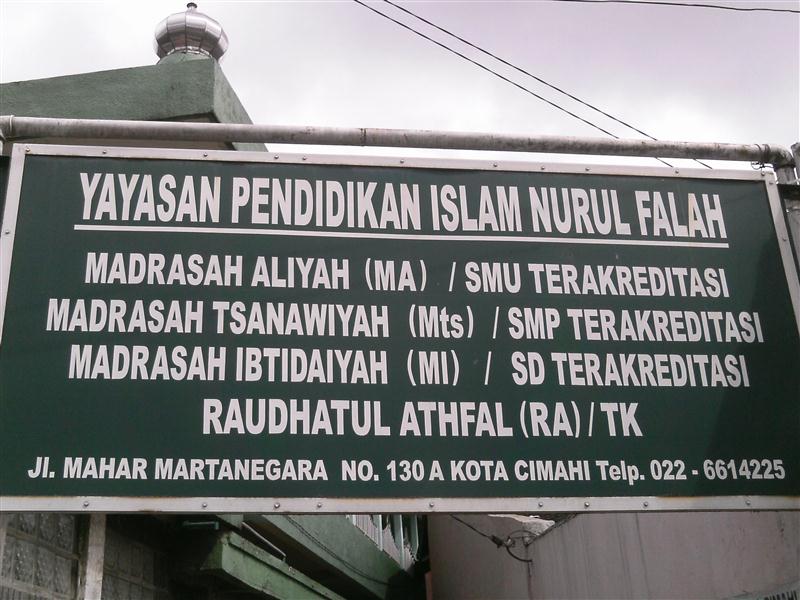 YAYASAN PENDIDIKAN ISLAM NURUL FALAH
MADRASAH ALIYAH (MA) / SMU TERAKREDITASI
MADRASAH TSANAWIYAH (Mts) / SMP TERAKREDITASI
MADRASAH IBTIDAIYAH (MI) / SD TERAKREDITASI
RAUDHATUL ATHFAL (RA) / TK
Jl. MAHAR MARTANEGARA NO. 130 A KOTA CIMAHI Telp. 022 - 6614225